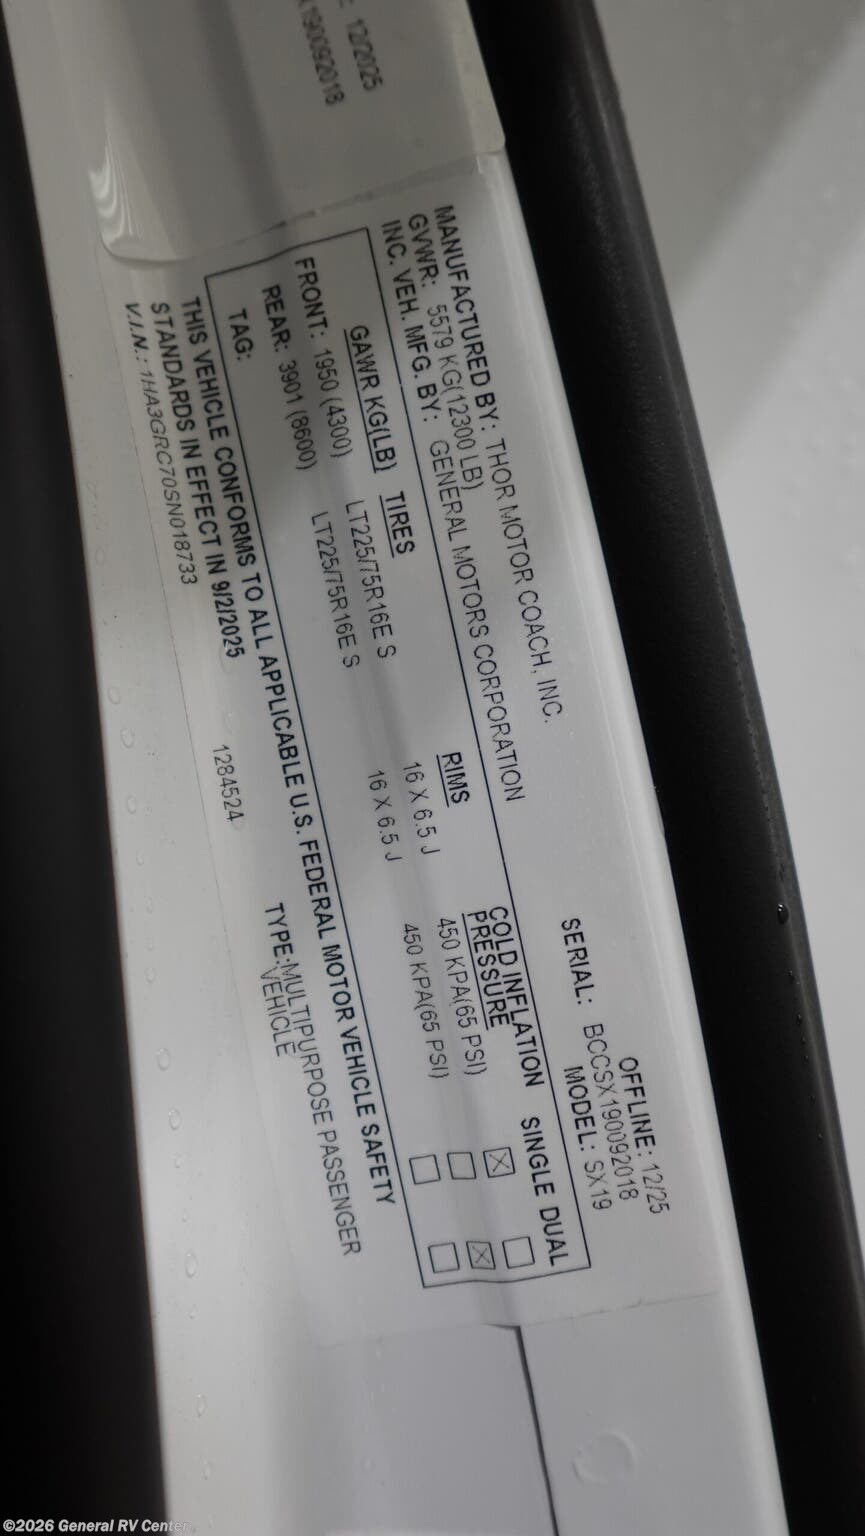 : 12/2025
190092018
MANUFACTURED BY: THOR MOTOR COACH, INC.
OFFLINE: 12/25
GVWR: 5579 KG(12300 LB)
SERIAL: BCCSX190092018
INC. VEH. MFG. BY: GENERAL MOTORS CORPORATION
MODEL: SX19
GAWR KG(LB) TIRES RIMS COLD INFLATION PRESSURE SINGLE DUAL
FRONT: 1950 (4300) LT225/75R16E S 16 X 6.5 J 450 KPA(65 PSI)
REAR: 3901 (8600) LT225/75R16E S 16 X 6.5 J 450 KPA(65 PSI)
TAG:
THIS VEHICLE CONFORMS TO ALL APPLICABLE U.S. FEDERAL MOTOR VEHICLE SAFETY
STANDARDS IN EFFECT IN 9/2/2025
V.I.N.: 1HA3GRC70SN018733
1284524
TYPE: MULTIPURPOSE PASSENGER
VEHICLE
©2026 General RV Center